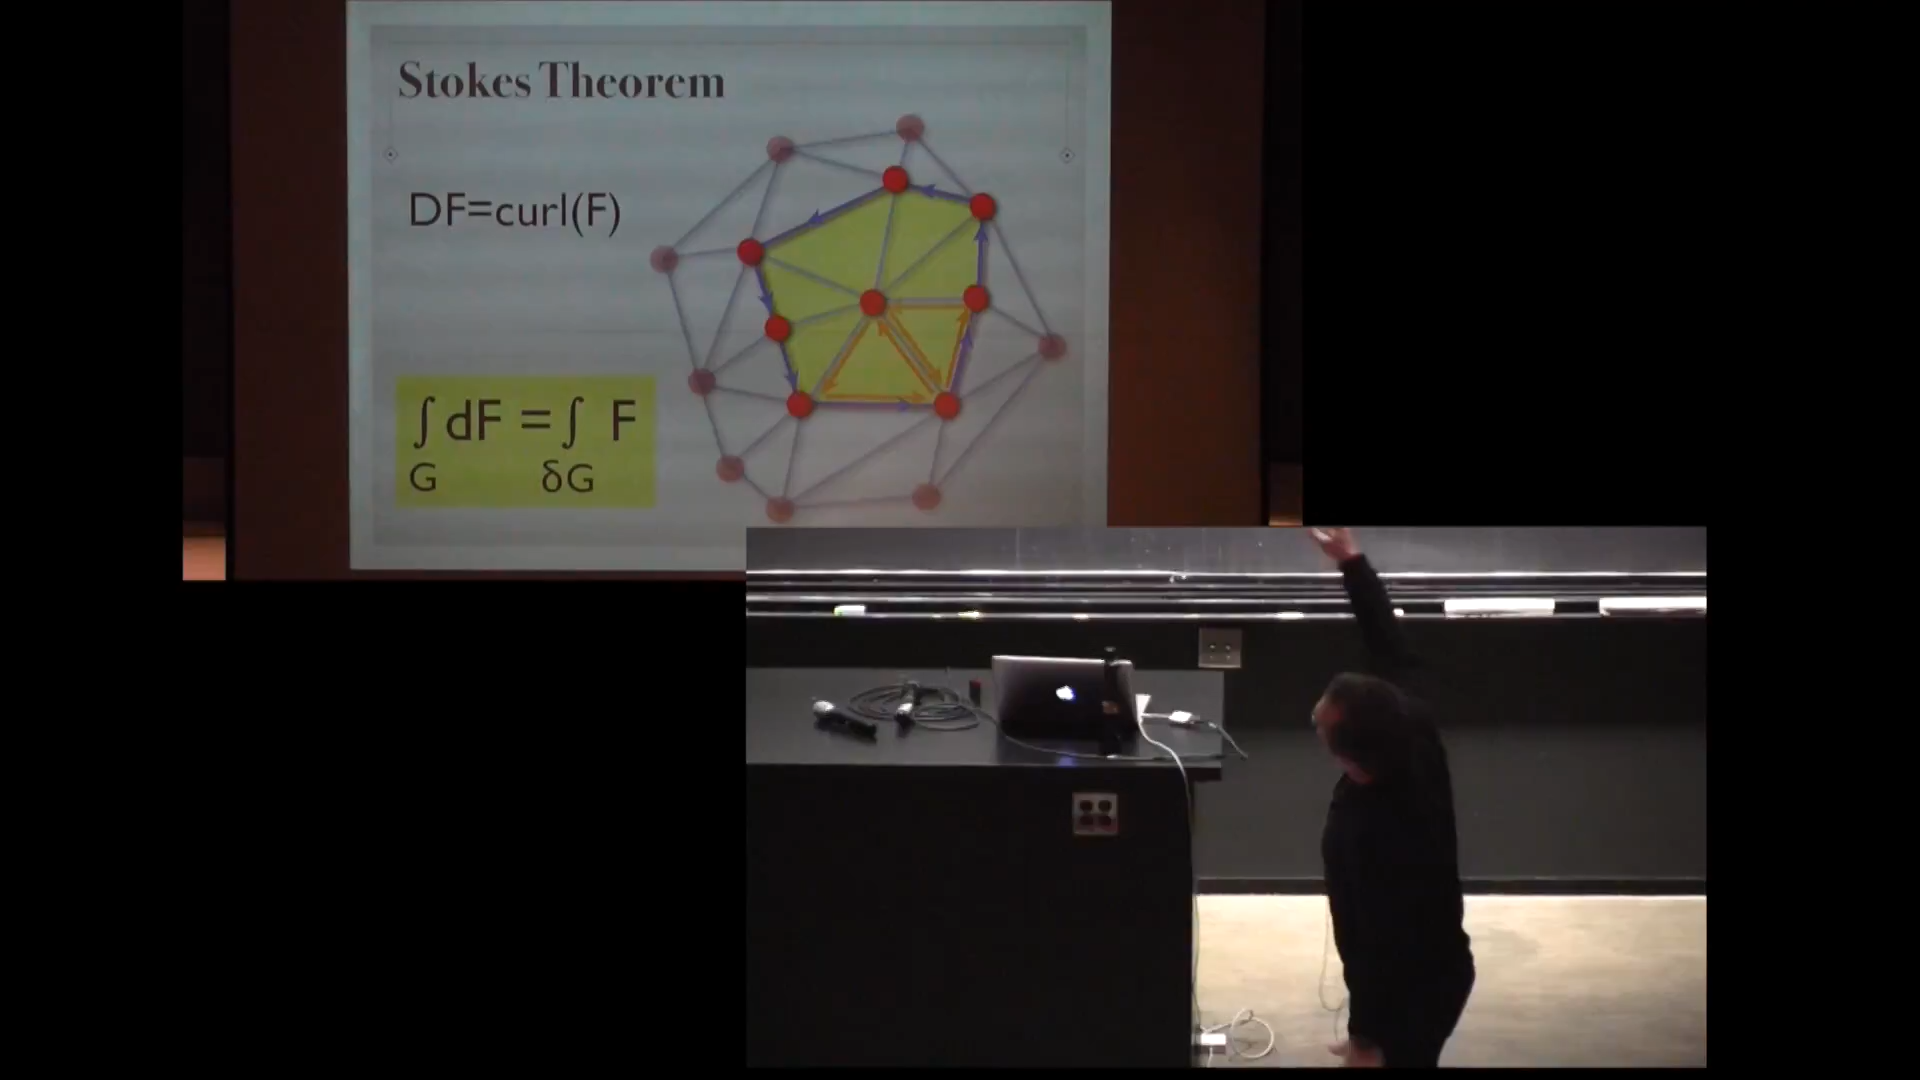 Stokes Theorem
DF=curl(F)
∫ dF = ∫ F
G δG